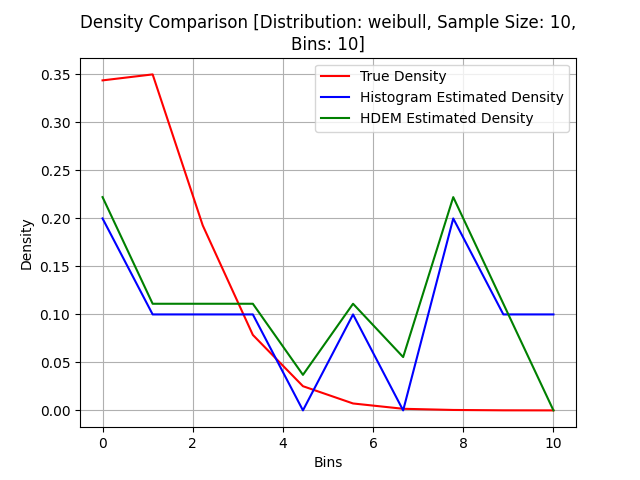 Density Comparison [Distribution: weibull, Sample Size: 10,
Bins: 10]
True Density
Histogram Estimated Density
HDEM Estimated Density
Density
0.35
0.30
0.25
0.20
0.15
0.10
0.05
0.00
0 2 4 6 8 10
Bins